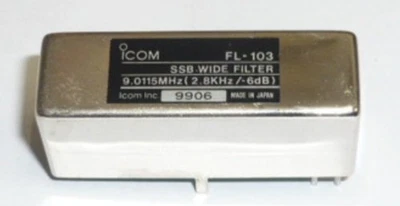 ICOM FL-103
SSB.WIDE FILTER
9.0115MHz(2.8KHz/-6dB)
Icom Inc. 9906 MADE IN JAPAN